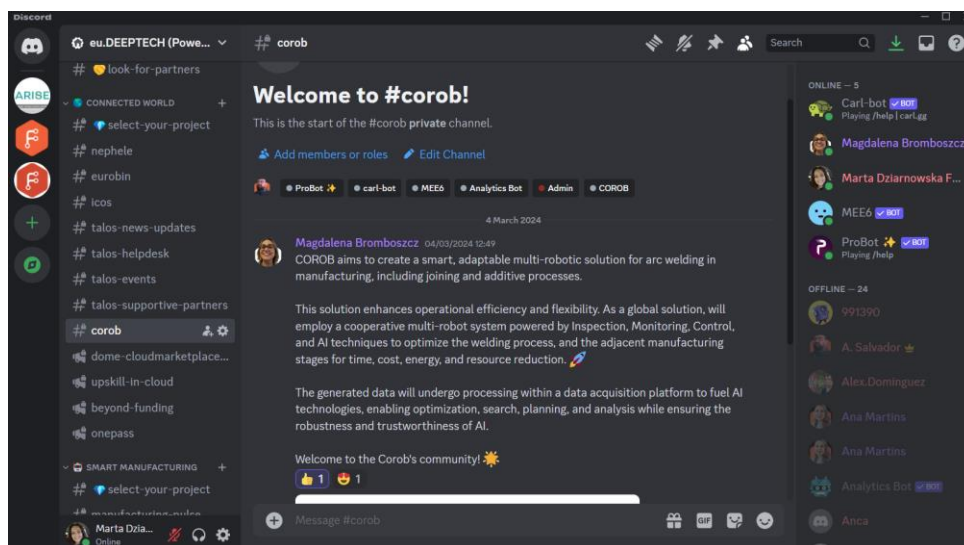 Discord
eu.DEEPTECH (Powe...
# look-for-partners
ARISE
CONNECTED WORLD +
select-your-project
nephele
eurobin
icos
talos-news-updates
talos-helpdesk
talos-events
talos-supportive-partners
corob
dome-cloudmarketplace...
upskill-in-cloud
beyond-funding
onepass
SMART MANUFACTURING +
select-your-project
Marta Dzia...
Online
corob
Search
Welcome to #corob!
This is the start of the #corob private channel.
Add members or roles Edit Channel
ProBot carl-bot MEE6 Analytics Bot Admin COROB
4 March 2024
Magdalena Bromboszcz 04/03/2024 12:49
COROB aims to create a smart, adaptable multi-robotic solution for arc welding in
manufacturing, including joining and additive processes.
This solution enhances operational efficiency and flexibility. As a global solution, will
employ a cooperative multi-robot system powered by Inspection, Monitoring, Control,
and AI techniques to optimize the welding process, and the adjacent manufacturing
stages for time, cost, energy, and resource reduction.
The generated data will undergo processing within a data acquisition platform to fuel AI
technologies, enabling optimization, search, planning, and analysis while ensuring the
robustness and trustworthiness of AI.
Welcome to the Corob's community!
1 1
Message #corob
GIF
ONLINE — 5
Carl-bot BOT
Playing /help | carl.gg
Magdalena Bromboszcz
Marta Dziarnowska F...
MEE6 BOT
ProBot BOT
Playing /help
OFFLINE — 24
991390
A. Salvador
Alex.Dominguez
Ana Martins
Ana Martins
Analytics Bot BOT
Anca